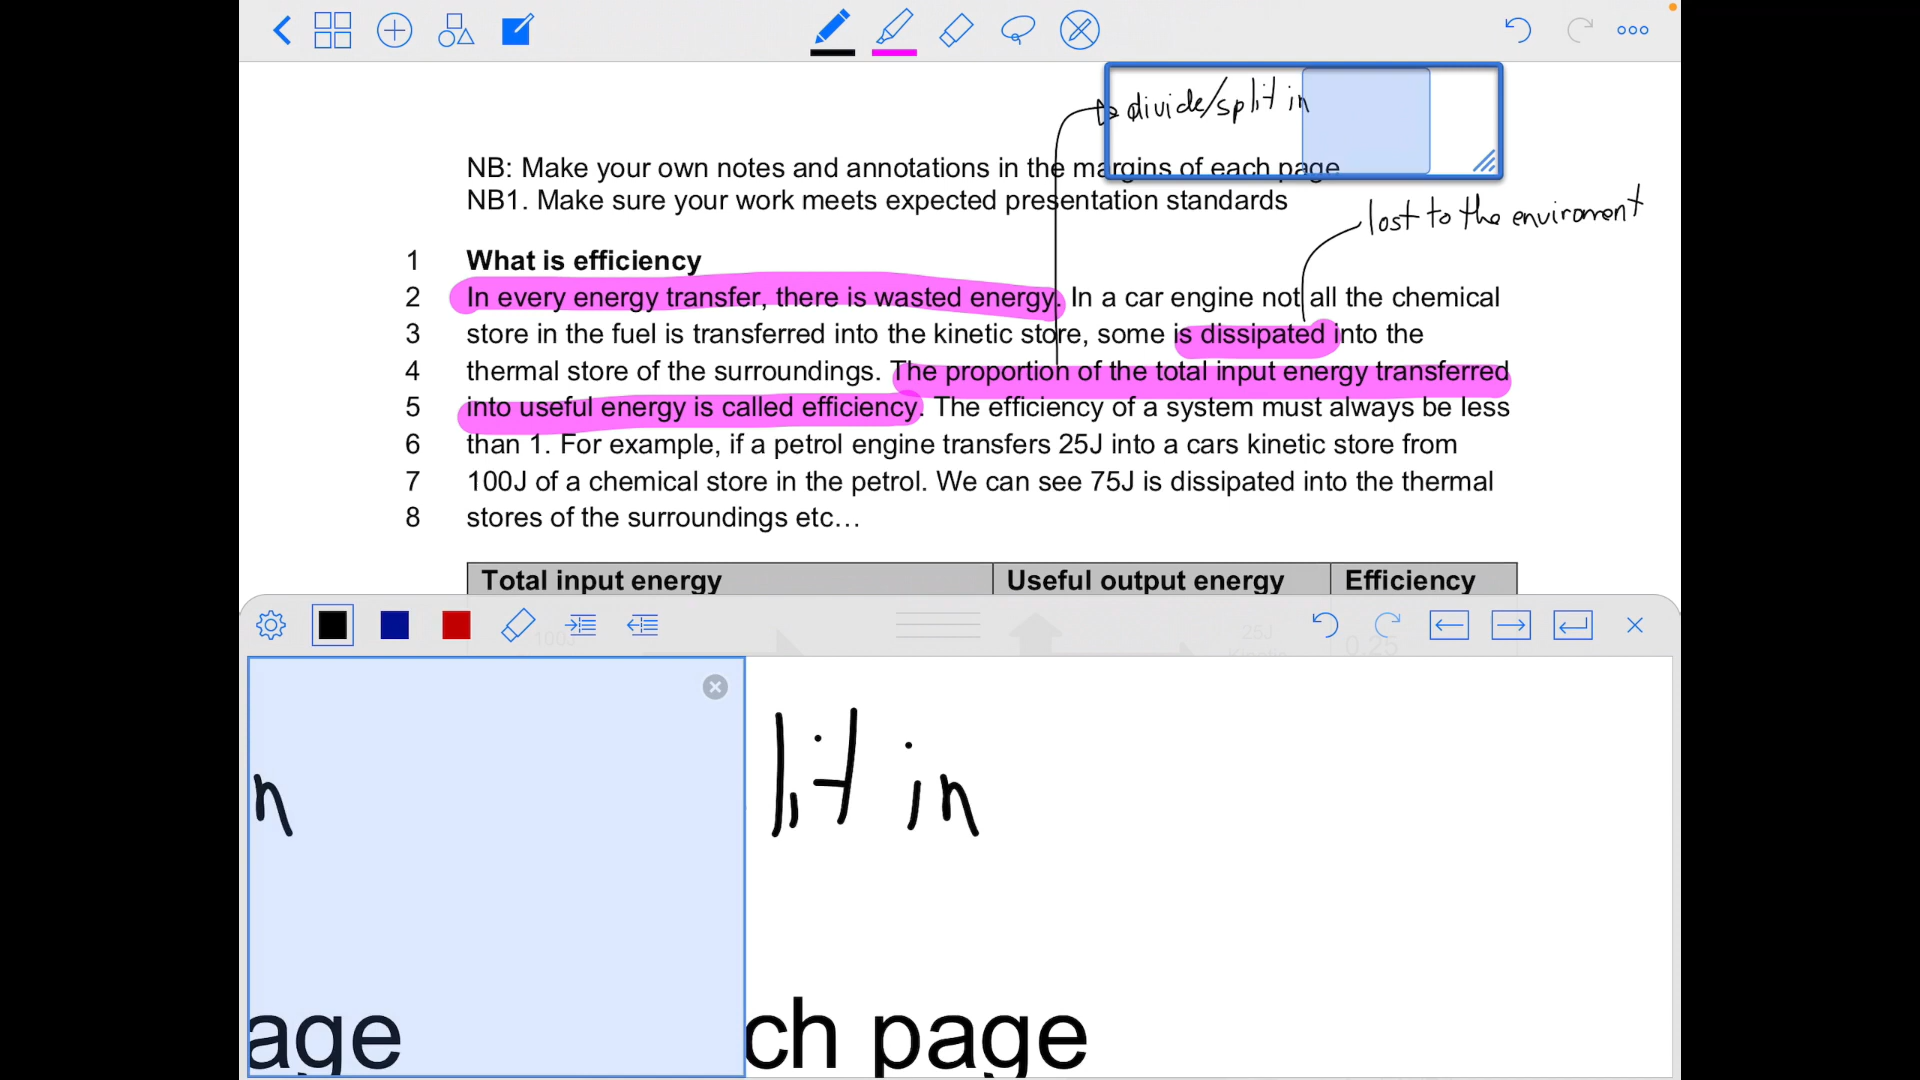 divide/split in
NB: Make your own notes and annotations in the margins of each page
NB1. Make sure your work meets expected presentation standards
lost to the enviroment
1 What is efficiency
2 In every energy transfer, there is wasted energy. In a car engine not all the chemical
3 store in the fuel is transferred into the kinetic store, some is dissipated into the
4 thermal store of the surroundings. The proportion of the total input energy transferred
5 into useful energy is called efficiency. The efficiency of a system must always be less
6 than 1. For example, if a petrol engine transfers 25J into a cars kinetic store from
7 100J of a chemical store in the petrol. We can see 75J is dissipated into the thermal
8 stores of the surroundings etc…
Total input energy Useful output energy Efficiency
100J 25J 0.25
Kinetic
n lit in
age ch page